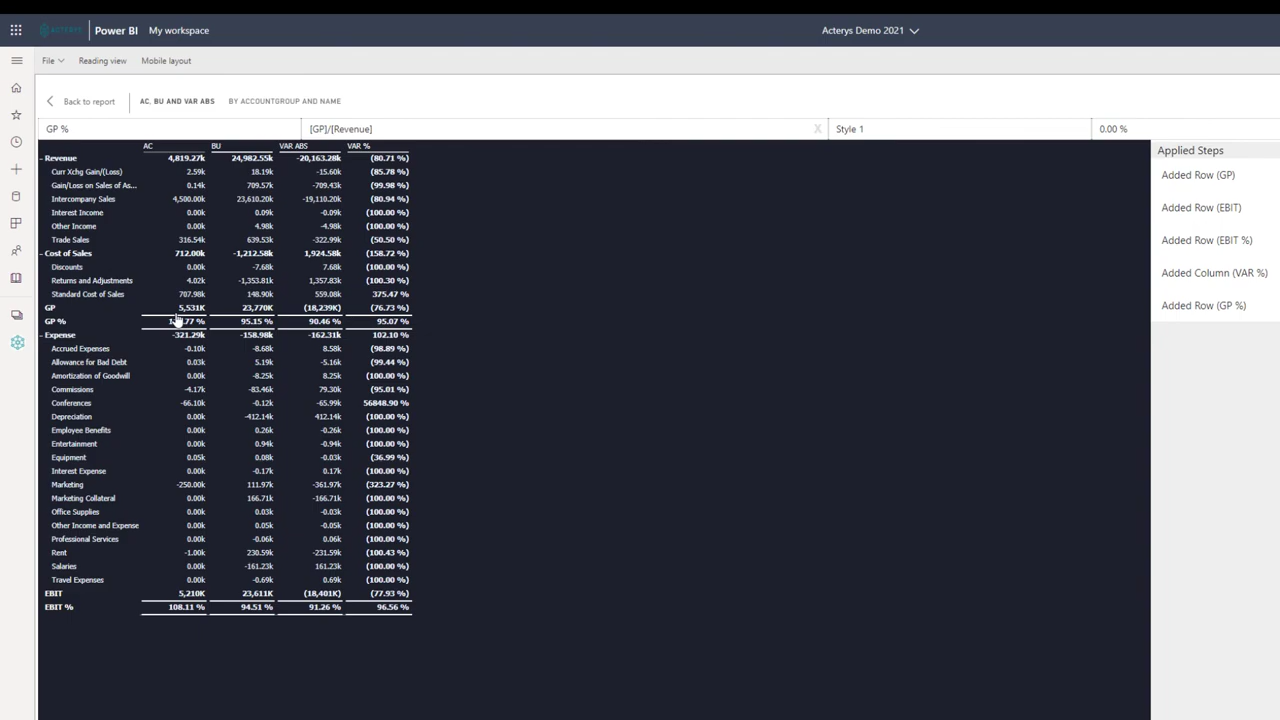 ACTERYS Power BI My workspace Acterys Demo 2021
File Reading view Mobile layout
Back to report AC, BU AND VAR ABS BY ACCOUNTGROUP AND NAME
GP % [GP]/[Revenue] X Style 1 0.00 %
AC BU VAR ABS VAR %
- Revenue 4,819.27k 24,982.55k -20,163.28k (80.71 %)
Curr Xchg Gain/(Loss) 2.59k 18.19k -15.60k (85.78 %)
Gain/Loss on Sales of As... 0.14k 709.57k -709.43k (99.98 %)
Intercompany Sales 4,500.00k 23,610.20k -19,110.20k (80.94 %)
Interest Income 0.00k 0.09k -0.09k (100.00 %)
Other Income 0.00k 4.98k -4.98k (100.00 %)
Trade Sales 316.54k 639.53k -322.99k (50.50 %)
- Cost of Sales 712.00k -1,212.58k 1,924.58k (158.72 %)
Discounts 0.00k -7.68k 7.68k (100.00 %)
Returns and Adjustments 4.02k -1,353.81k 1,357.83k (100.30 %)
Standard Cost of Sales 707.98k 148.90k 559.08k 375.47 %
GP 5,531K 23,770K (18,239K) (76.73 %)
GP % 95.15 % 90.46 % 95.07 %
- Expense -321.29k -158.98k -162.31k 102.10 %
Accrued Expenses -0.10k -8.68k 8.58k (98.89 %)
Allowance for Bad Debt 0.03k 5.19k -5.16k (99.44 %)
Amortization of Goodwill 0.00k -8.25k 8.25k (100.00 %)
Commissions -4.17k -83.46k 79.30k (95.01 %)
Conferences -66.10k -0.12k -65.99k 56848.90 %
Depreciation 0.00k -412.14k 412.14k (100.00 %)
Employee Benefits 0.00k 0.26k -0.26k (100.00 %)
Entertainment 0.00k 0.94k -0.94k (100.00 %)
Equipment 0.05k 0.08k -0.03k (36.99 %)
Interest Expense 0.00k -0.17k 0.17k (100.00 %)
Marketing -250.00k 111.97k -361.97k (323.27 %)
Marketing Collateral 0.00k 166.71k -166.71k (100.00 %)
Office Supplies 0.00k 0.03k -0.03k (100.00 %)
Other Income and Expense 0.00k 0.05k -0.05k (100.00 %)
Professional Services 0.00k -0.06k 0.06k (100.00 %)
Rent -1.00k 230.59k -231.59k (100.43 %)
Salaries 0.00k -161.23k 161.23k (100.00 %)
Travel Expenses 0.00k -0.69k 0.69k (100.00 %)
EBIT 5,210K 23,611K (18,401K) (77.93 %)
EBIT % 108.11 % 94.51 % 91.26 % 96.56 %
Applied Steps
Added Row (GP)
Added Row (EBIT)
Added Row (EBIT %)
Added Column (VAR %)
Added Row (GP %)